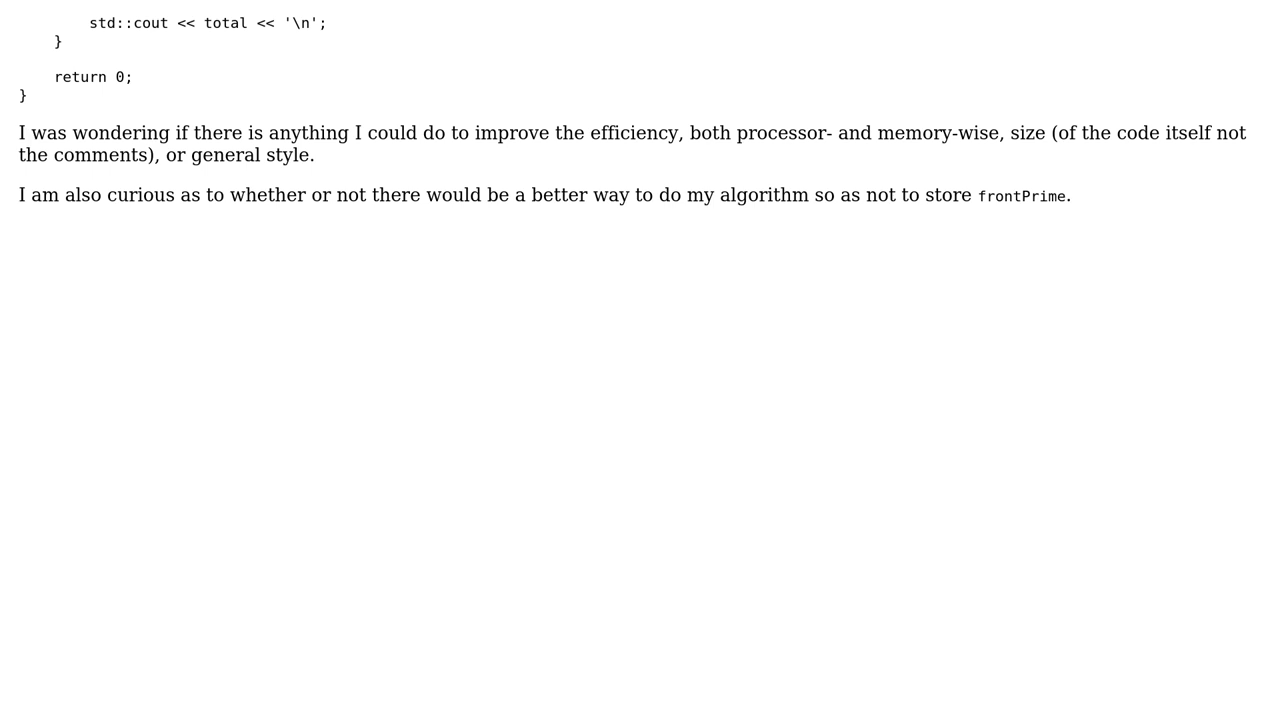 std::cout << total << '\n';
    }

    return 0;
}
I was wondering if there is anything I could do to improve the efficiency, both processor- and memory-wise, size (of the code itself not
the comments), or general style.
I am also curious as to whether or not there would be a better way to do my algorithm so as not to store frontPrime.